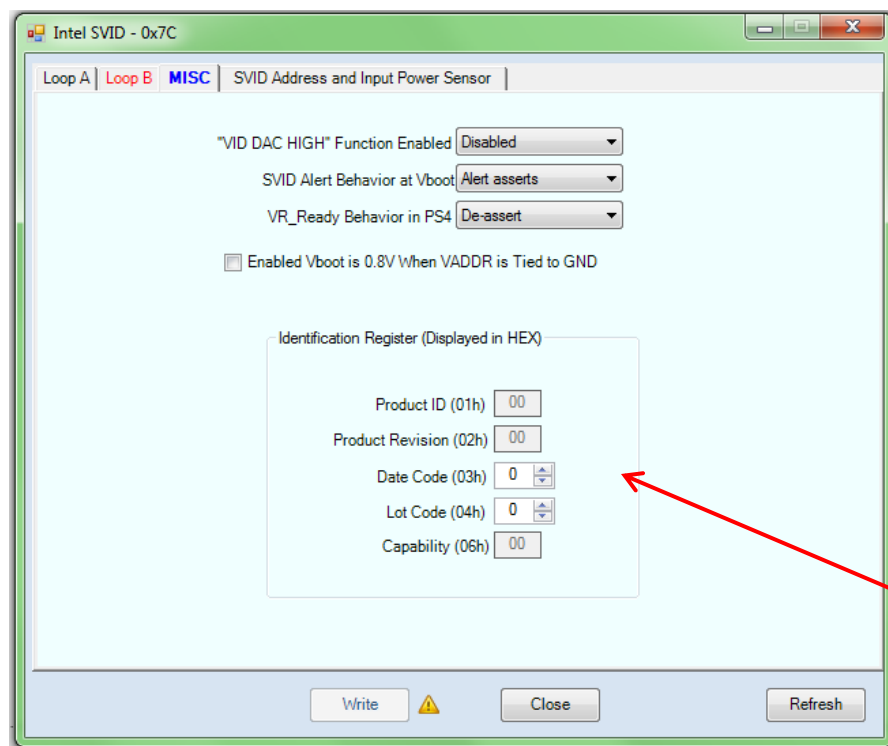 Intel SVID - 0x7C
Loop A Loop B MISC SVID Address and Input Power Sensor
"VID DAC HIGH" Function Enabled Disabled
SVID Alert Behavior at Vboot Alert asserts
VR_Ready Behavior in PS4 De-assert
Enabled Vboot is 0.8V When VADDR is Tied to GND
Identification Register (Displayed in HEX)
Product ID (01h) 00
Product Revision (02h) 00
Date Code (03h) 0
Lot Code (04h) 0
Capability (06h) 00
Write Close Refresh